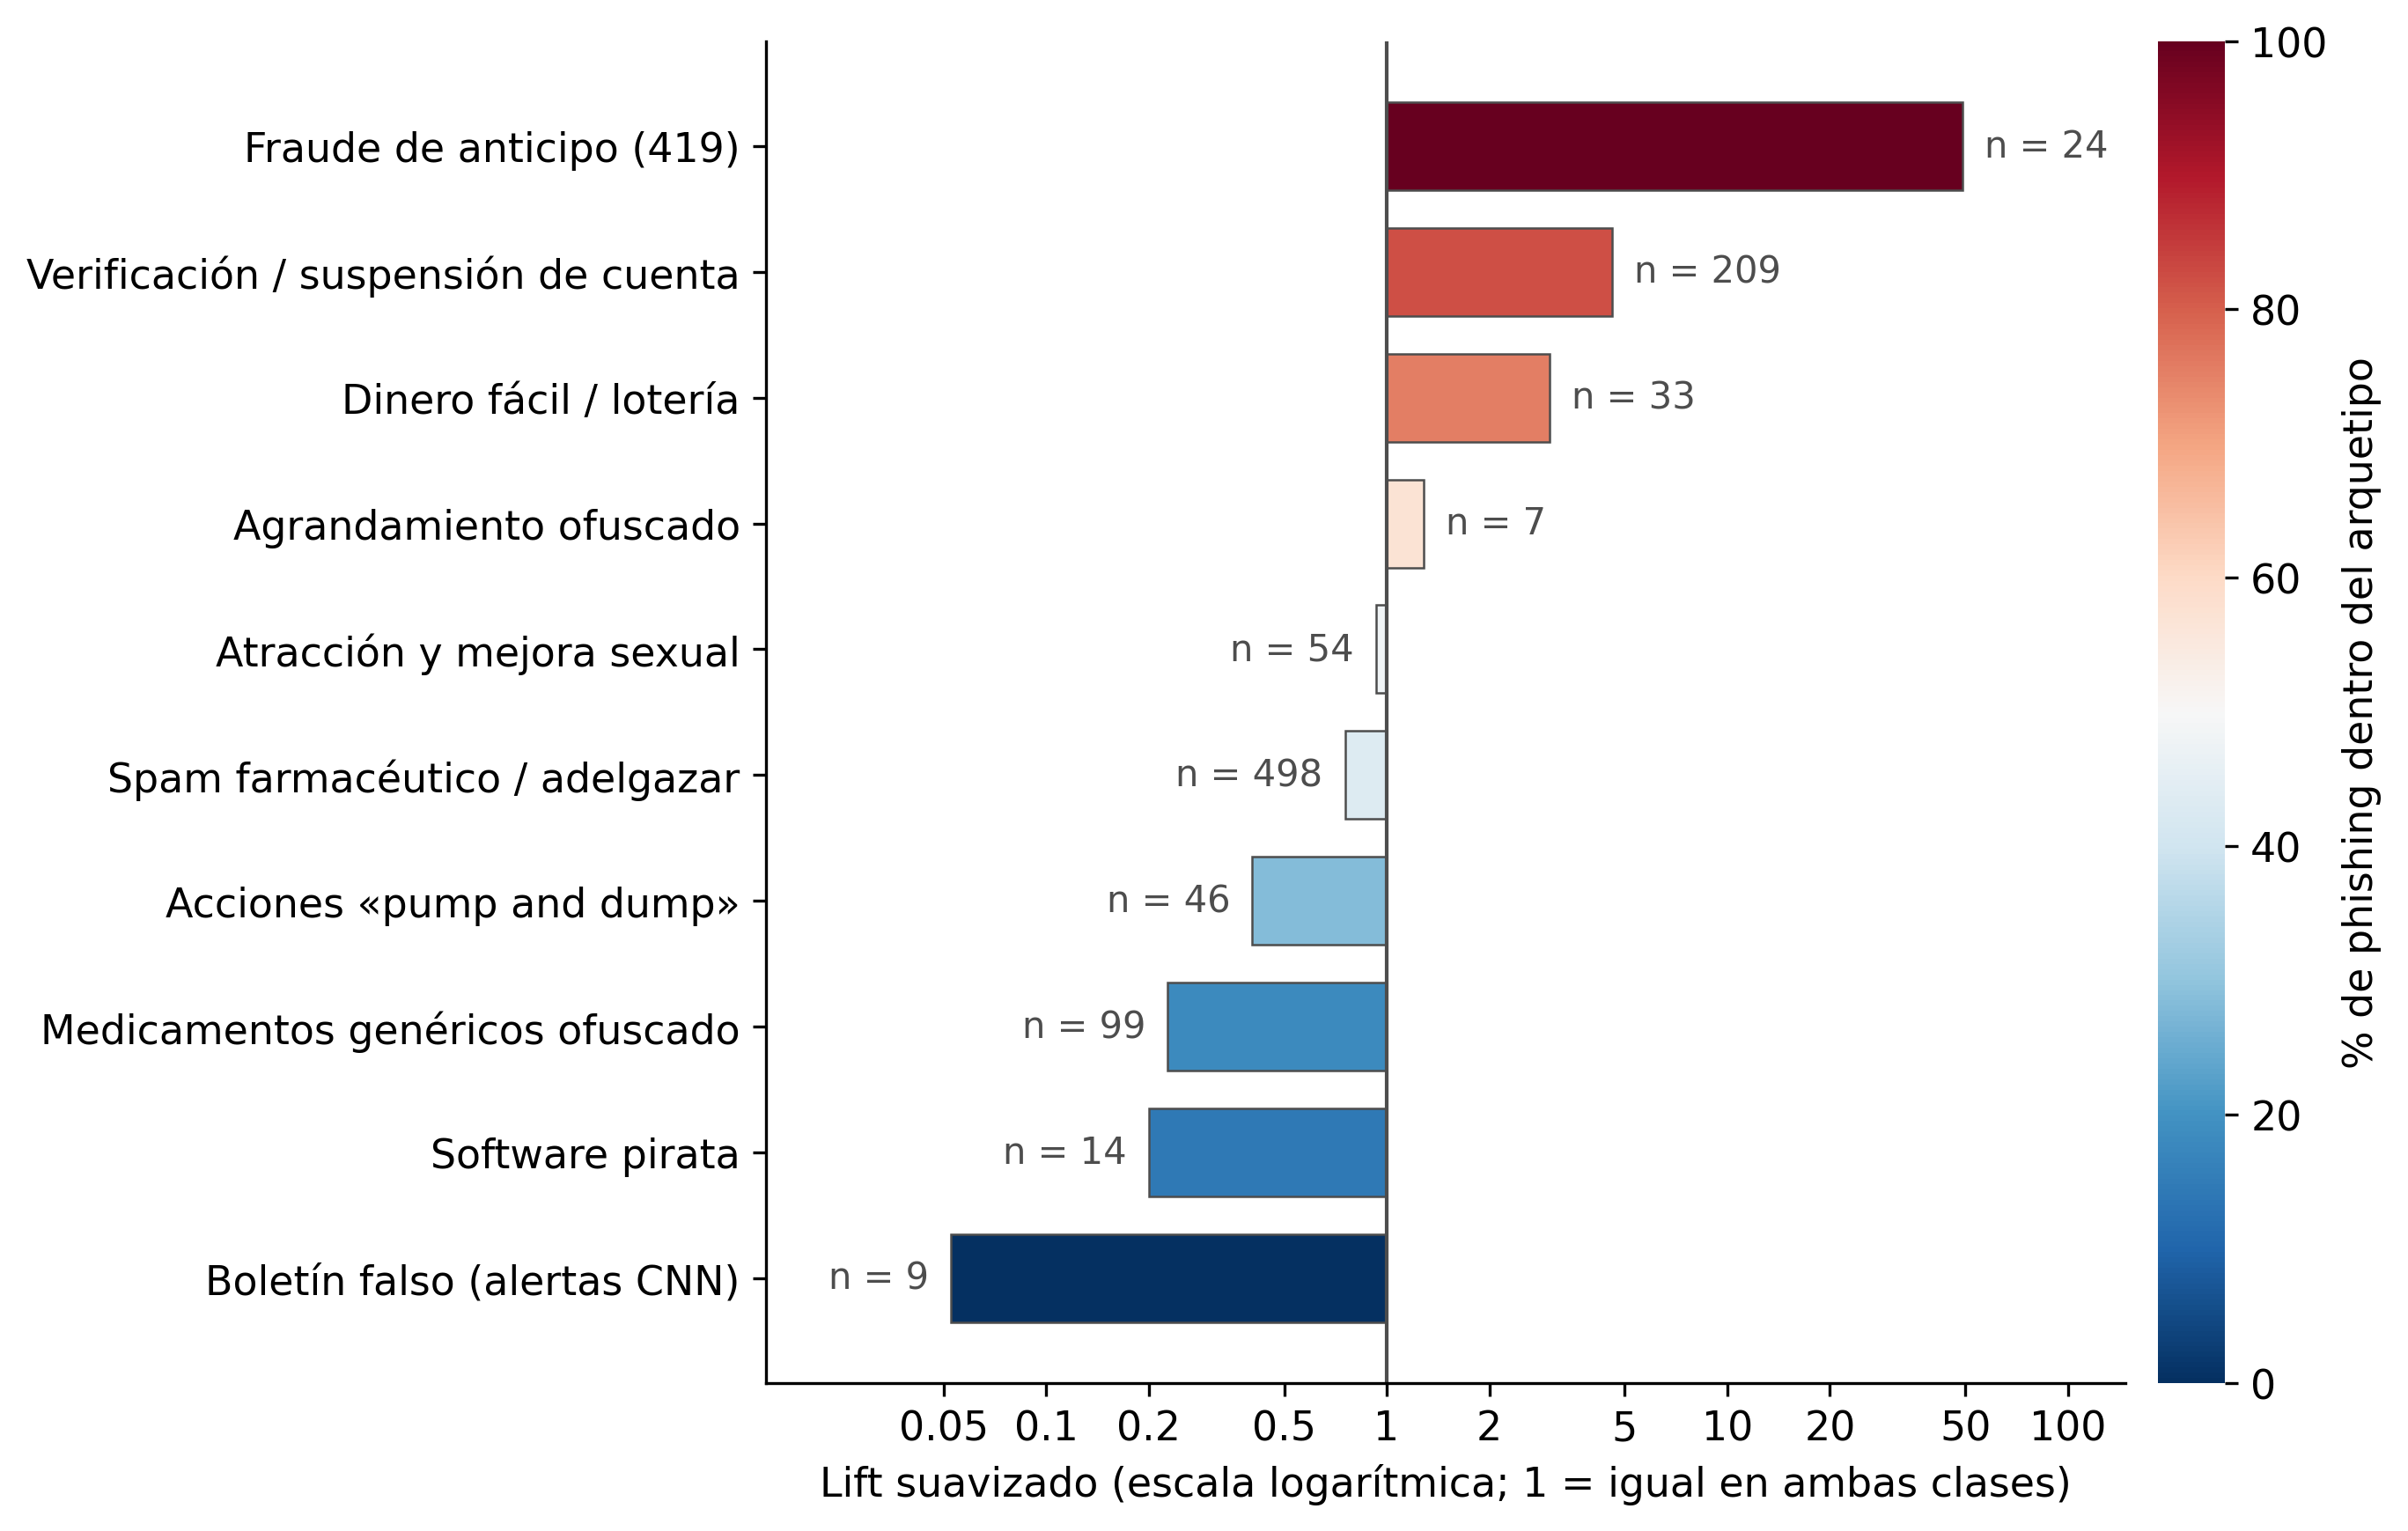 Fraude de anticipo (419)
n = 24
Verificación / suspensión de cuenta
n = 209
Dinero fácil / lotería
n = 33
Agrandamiento ofuscado
n = 7
Atracción y mejora sexual
n = 54
Spam farmacéutico / adelgazar
n = 498
Acciones «pump and dump»
n = 46
Medicamentos genéricos ofuscado
n = 99
Software pirata
n = 14
Boletín falso (alertas CNN)
n = 9
0.05 0.1 0.2 0.5 1 2 5 10 20 50 100
Lift suavizado (escala logarítmica; 1 = igual en ambas clases)
100
80
60
40
20
0
% de phishing dentro del arquetipo